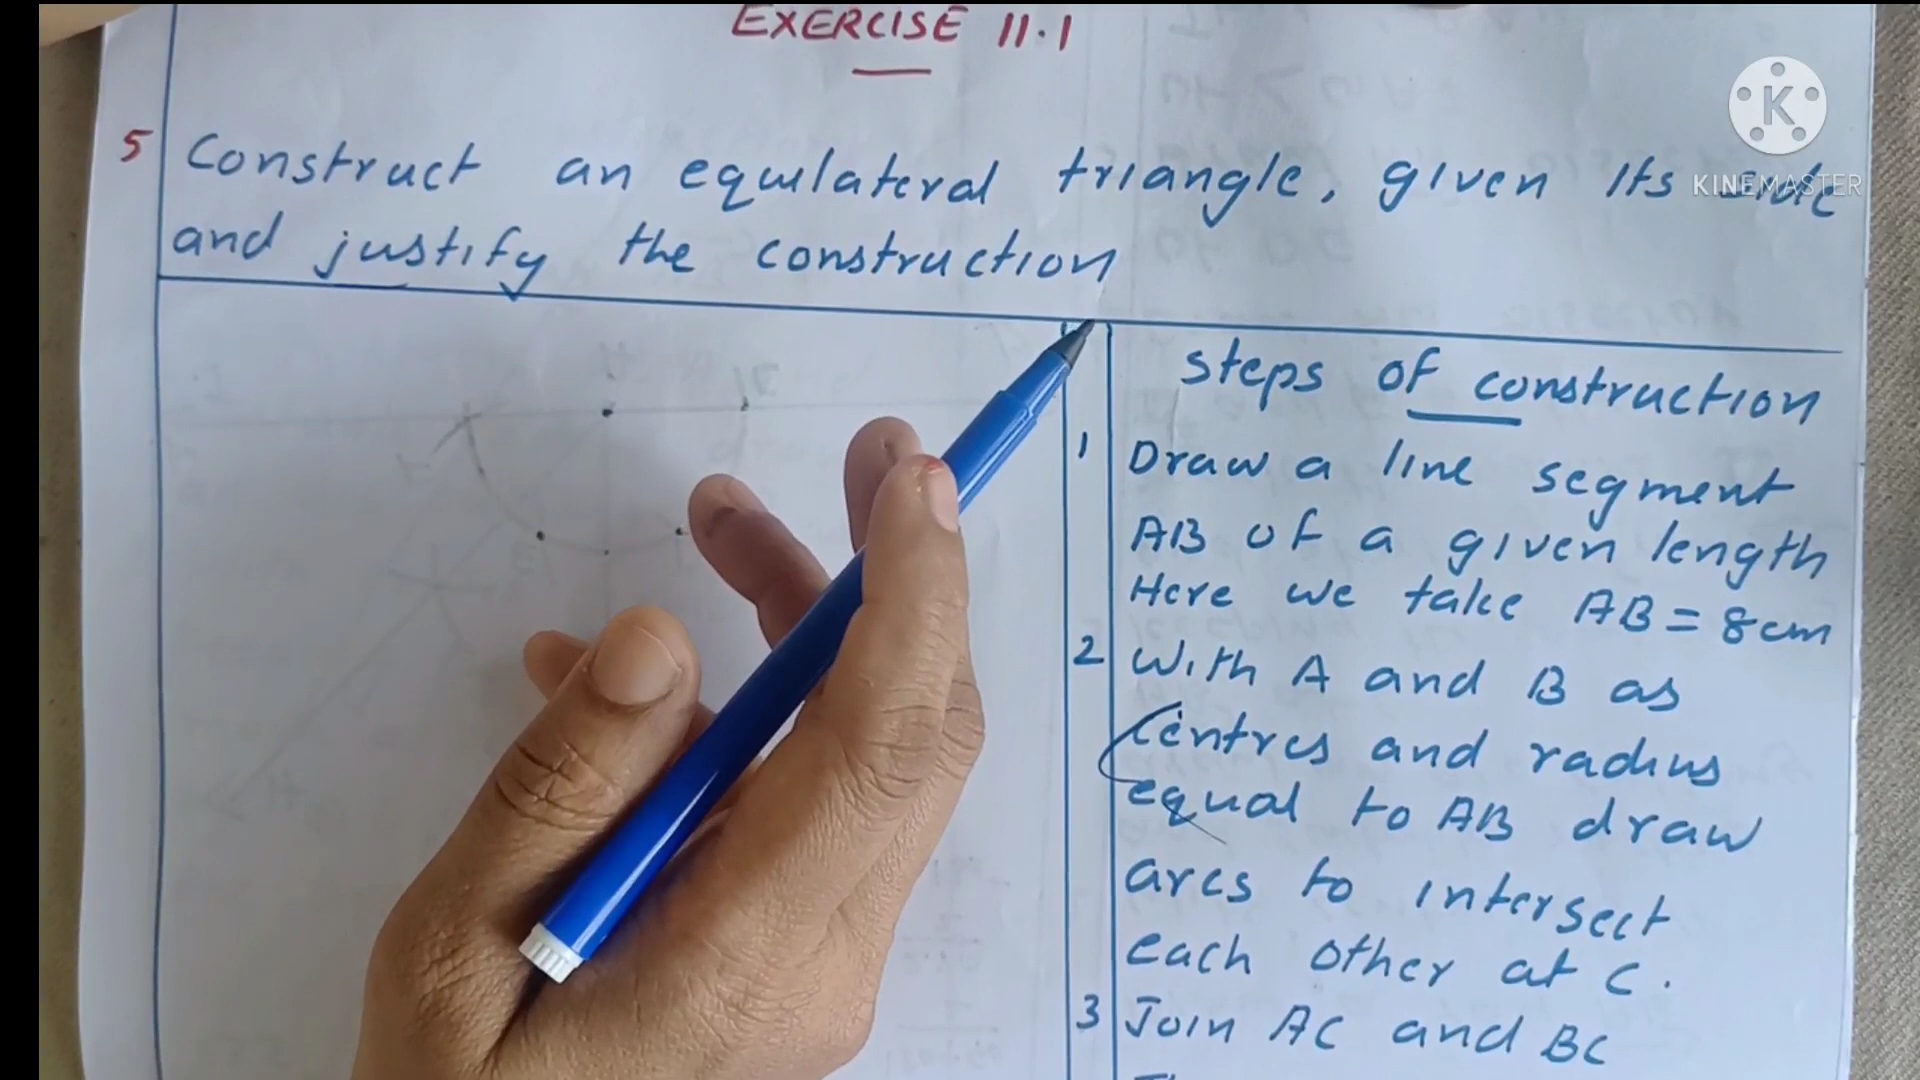 EXERCISE 11.1
5 Construct an equilateral triangle, given its side
and justify the construction
Steps of construction
1 Draw a line segment
AB of a given length
Here we take AB = 8cm
2 With A and B as
Centres and radius
equal to AB draw
arcs to intersect
each other at C.
3 Join AC and BC
K
KINEMASTER